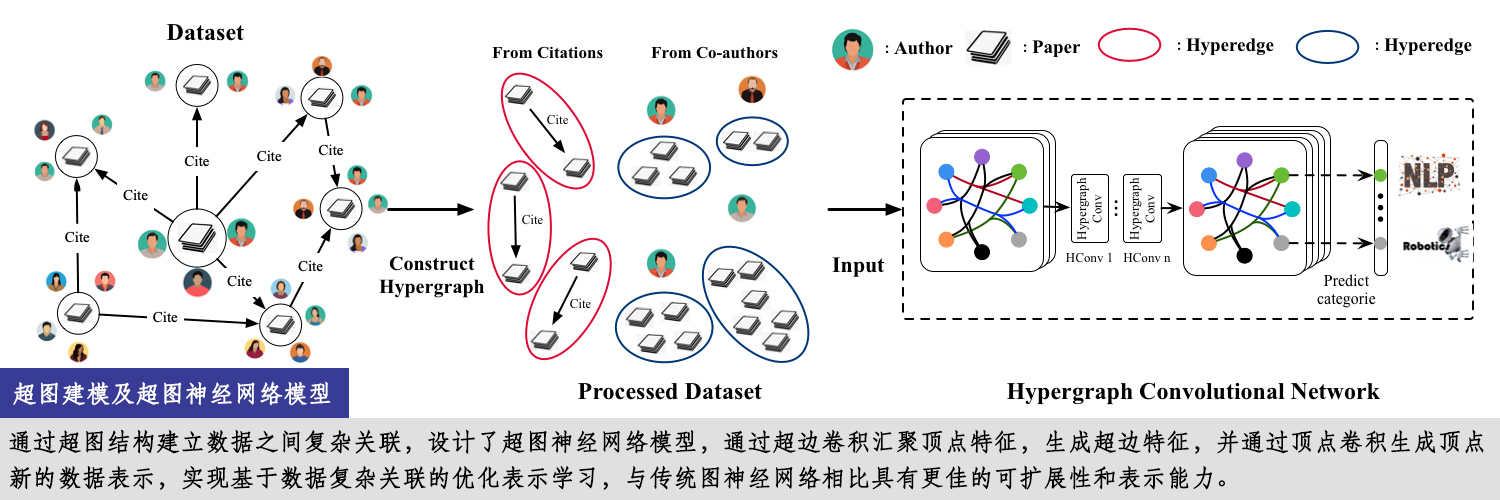 Dataset
From Citations
From Co-authors
: Author
: Paper
: Hyperedge
: Hyperedge
Cite
Cite
Cite
Cite
Cite
Cite
Cite
Cite
Cite
Cite
Cite
Construct
Hypergraph
Input
Hypergraph
Conv
...
Hypergraph
Conv
HConv 1
HConv n
NLP
Robotics
Predict
categorie
Processed Dataset
Hypergraph Convolutional Network
超图建模及超图神经网络模型
通过超图结构建立数据之间复杂关联，设计了超图神经网络模型，通过超边卷积汇聚顶点特征，生成超边特征，并通过顶点卷积生成顶点
新的数据表示，实现基于数据复杂关联的优化表示学习，与传统图神经网络相比具有更佳的可扩展性和表示能力。